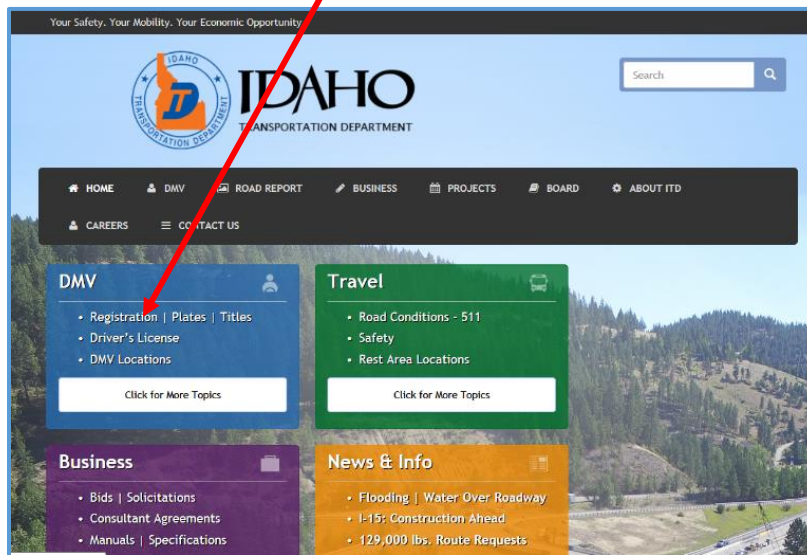 Your Safety. Your Mobility. Your Economic Opportunity
IDAHO
TRANSPORTATION DEPARTMENT
IDAHO
TRANSPORTATION DEPARTMENT
Search
HOME DMV ROAD REPORT BUSINESS PROJECTS BOARD ABOUT ITD
CAREERS CONTACT US
DMV
• Registration | Plates | Titles
• Driver's License
• DMV Locations
Click for More Topics
Travel
• Road Conditions - 511
• Safety
• Rest Area Locations
Click for More Topics
Business
• Bids | Solicitations
• Consultant Agreements
• Manuals | Specifications
News & Info
• Flooding | Water Over Roadway
• I-15: Construction Ahead
• 129,000 lbs. Route Requests